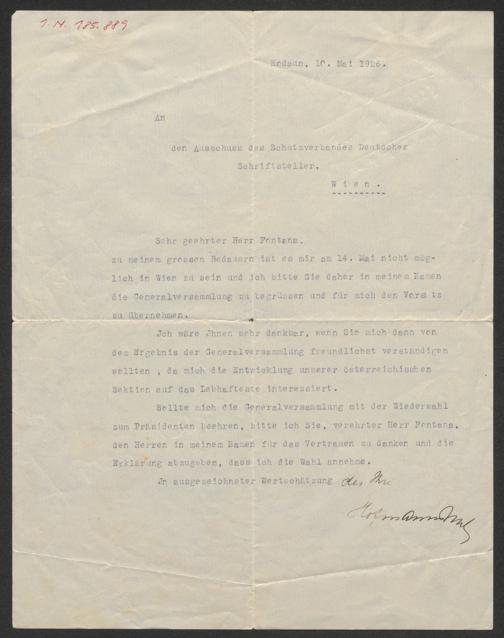 I.N. 185.889
Rodaun, 10. Mai 1926.
An
den Ausschuss des Schutzverbandes Deutscher
Schriftsteller,
Wien.
Sehr geehrter Herr Fontana,
zu meinem grossen Bedauern ist es mir am 14. Mai nicht mög-
lich in Wien zu sein und ich bitte Sie daher in meinem Namen
die Generalversammlung zu begrüssen und für mich den Vorsitz
zu übernehmen.
Ich wäre Jhnen sehr dankbar, wenn Sie mich dann von
dem Ergebnis der Generalversammlung freundlichst verständigen
wollten , da mich die Entwicklung unserer österreichischen
Sektion auf das Lebhafteste interessiert.
Sollte mich die Generalversammlung mit der Wiederwahl
zum Präsidenten beehren, bitte ich Sie, verehrter Herr Fontana,
den Herren in meinem Namen für das Vertrauen zu danken und die
Erklärung abzugeben, dass ich die Wahl annehme.
Jn ausgezeichneter Wertschätzung des Ihre
Hofmannsthal